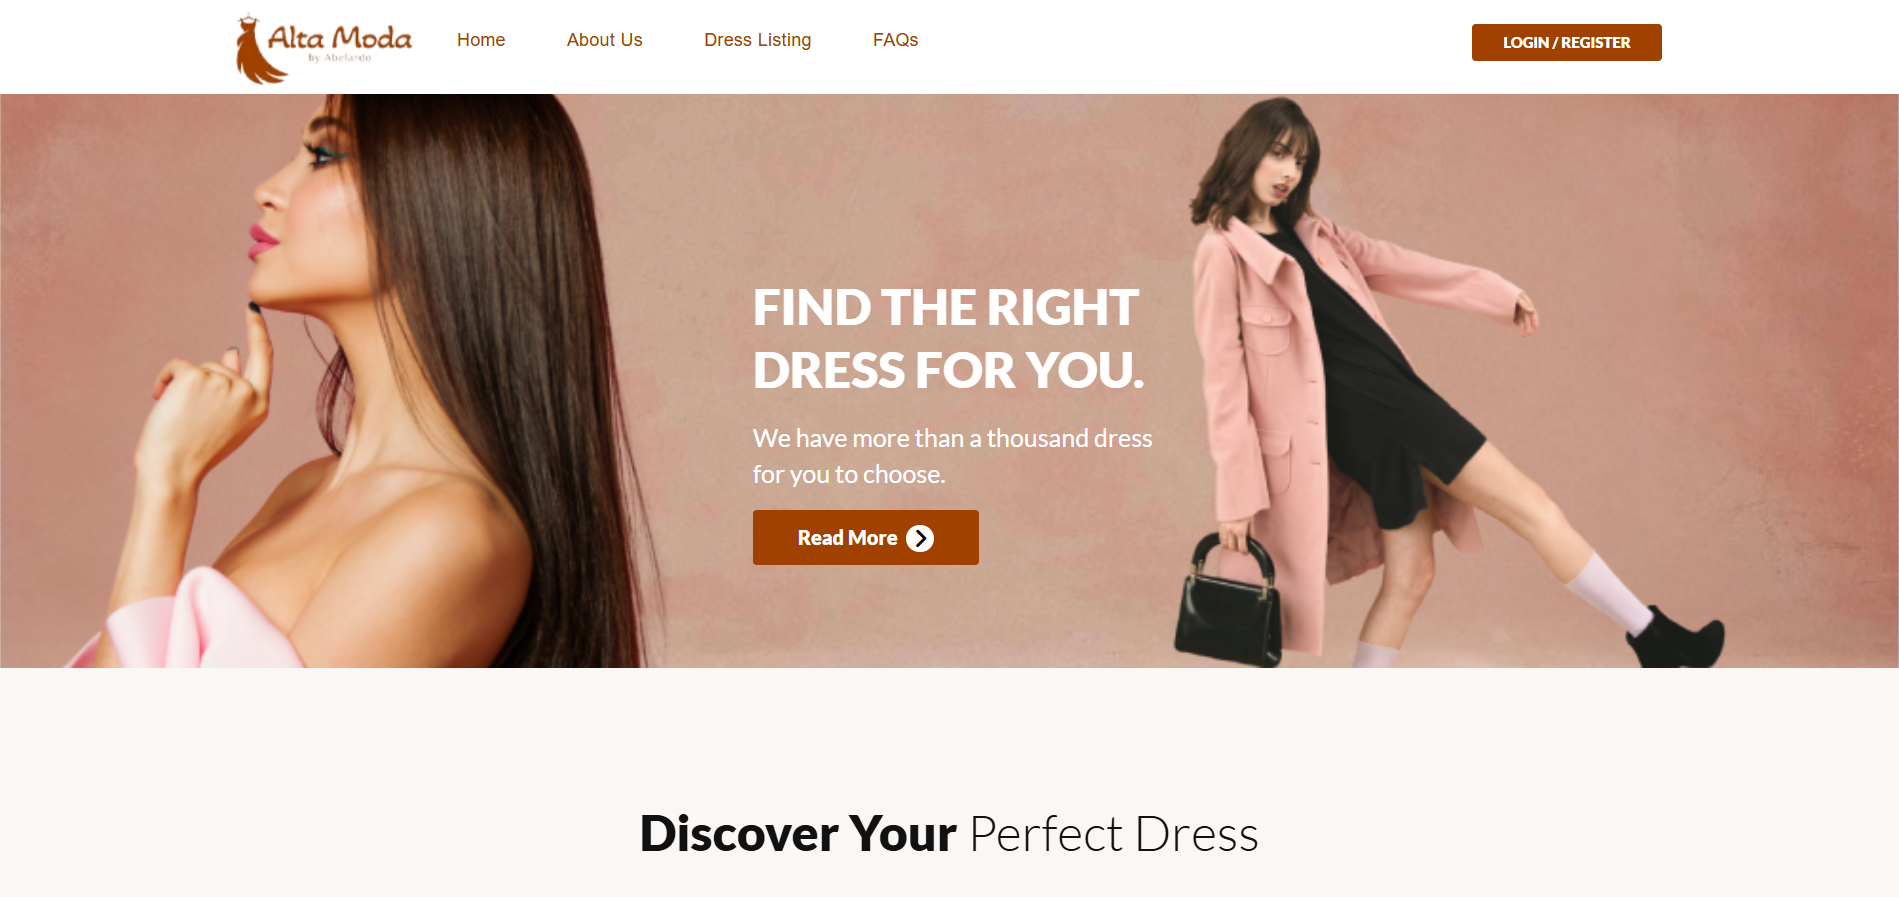 Alta Moda
by Abelardo
Home
About Us
Dress Listing
FAQs
LOGIN / REGISTER
FIND THE RIGHT
DRESS FOR YOU.
We have more than a thousand dress
for you to choose.
Read More
Discover Your Perfect Dress